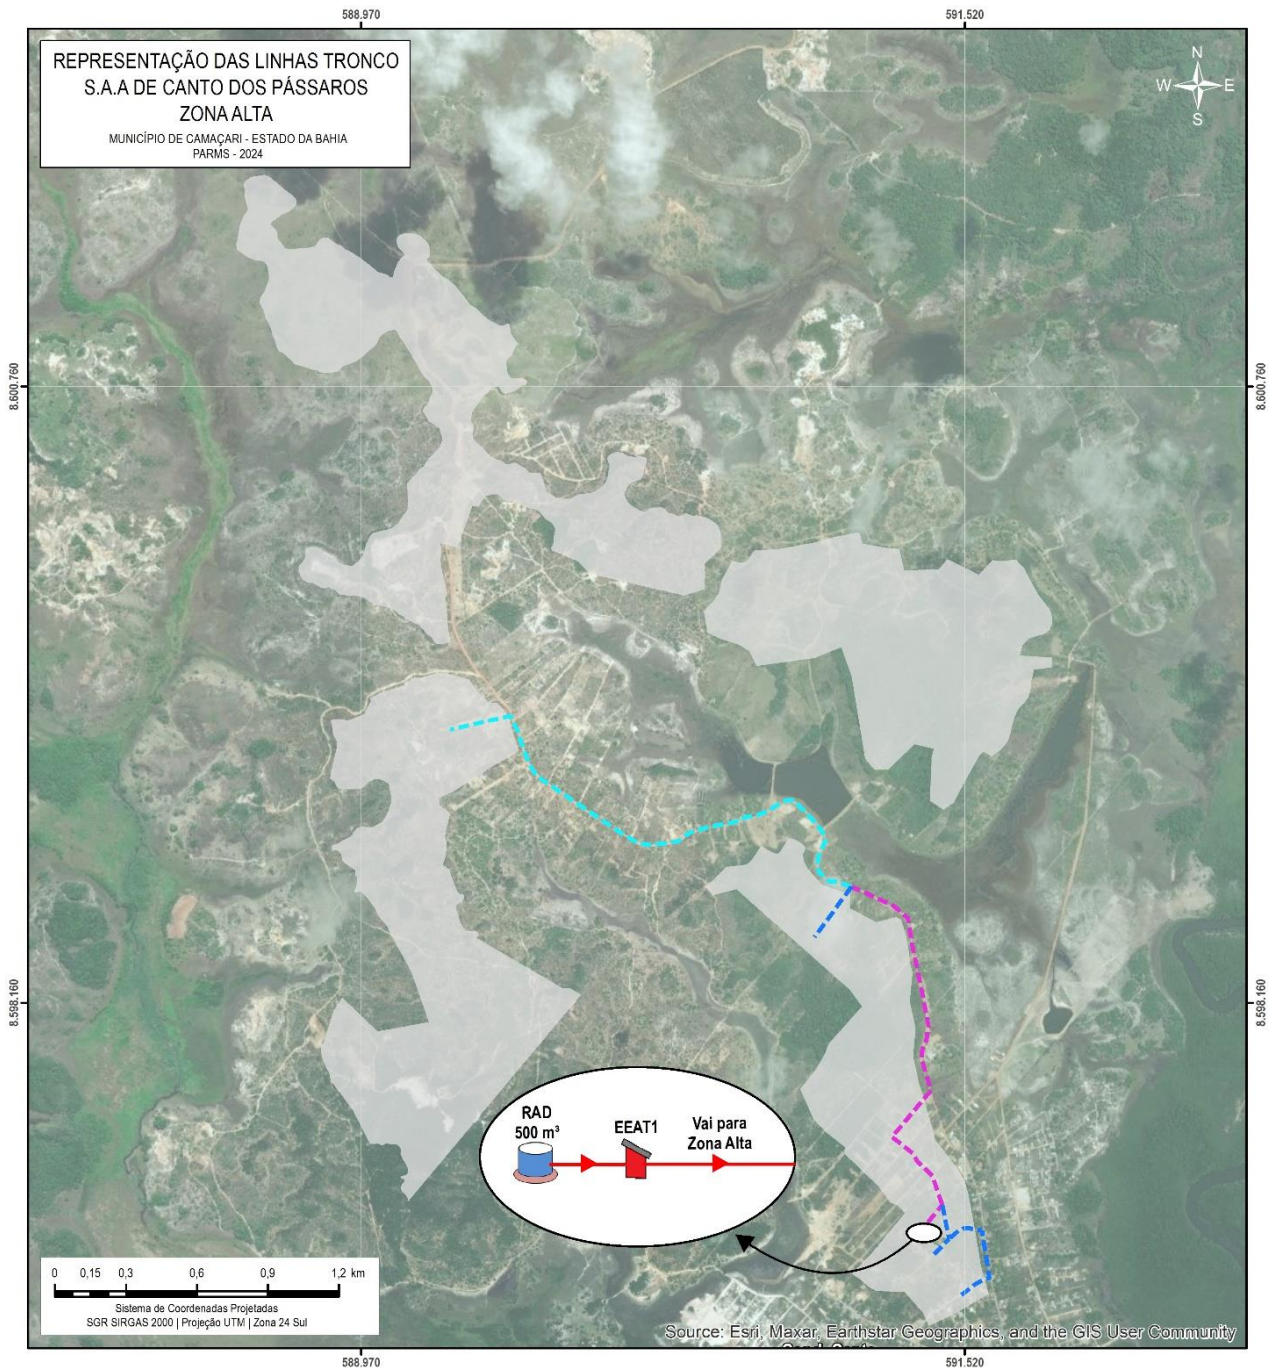 588.970
591.520
REPRESENTAÇÃO DAS LINHAS TRONCO
S.A.A DE CANTO DOS PÁSSAROS
ZONA ALTA
MUNICÍPIO DE CAMAÇARI - ESTADO DA BAHIA
PARMS - 2024
N
W E
S
8.600.760
8.600.760
8.598.160
8.598.160
RAD
500 m³
EEAT1
Vai para
Zona Alta
0 0,15 0,3 0,6 0,9 1,2 km
Sistema de Coordenadas Projetadas
SGR SIRGAS 2000 | Projeção UTM | Zona 24 Sul
Source: Esri, Maxar, Earthstar Geographics, and the GIS User Community
588.970
591.520